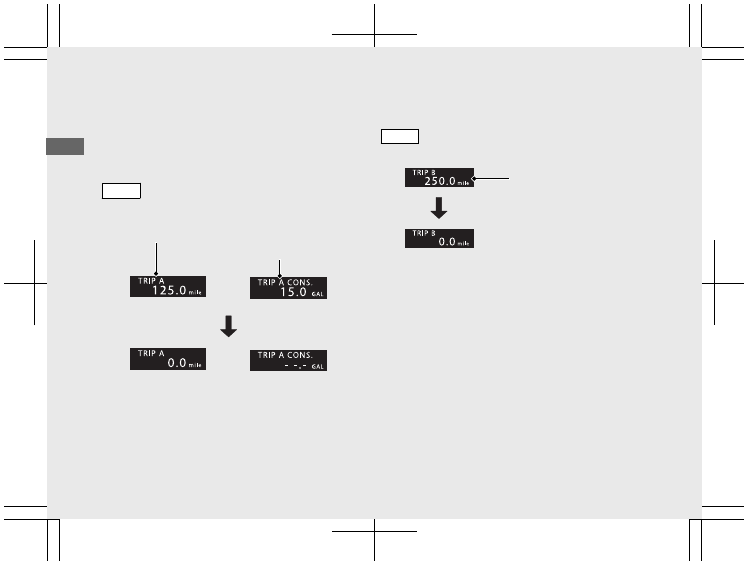 TRIP A
125.0 mile
TRIP A CONS.
15.0 GAL
TRIP A
0.0 mile
TRIP A CONS.
- -.- GAL
TRIP B
250.0 mile
TRIP B
0.0 mile